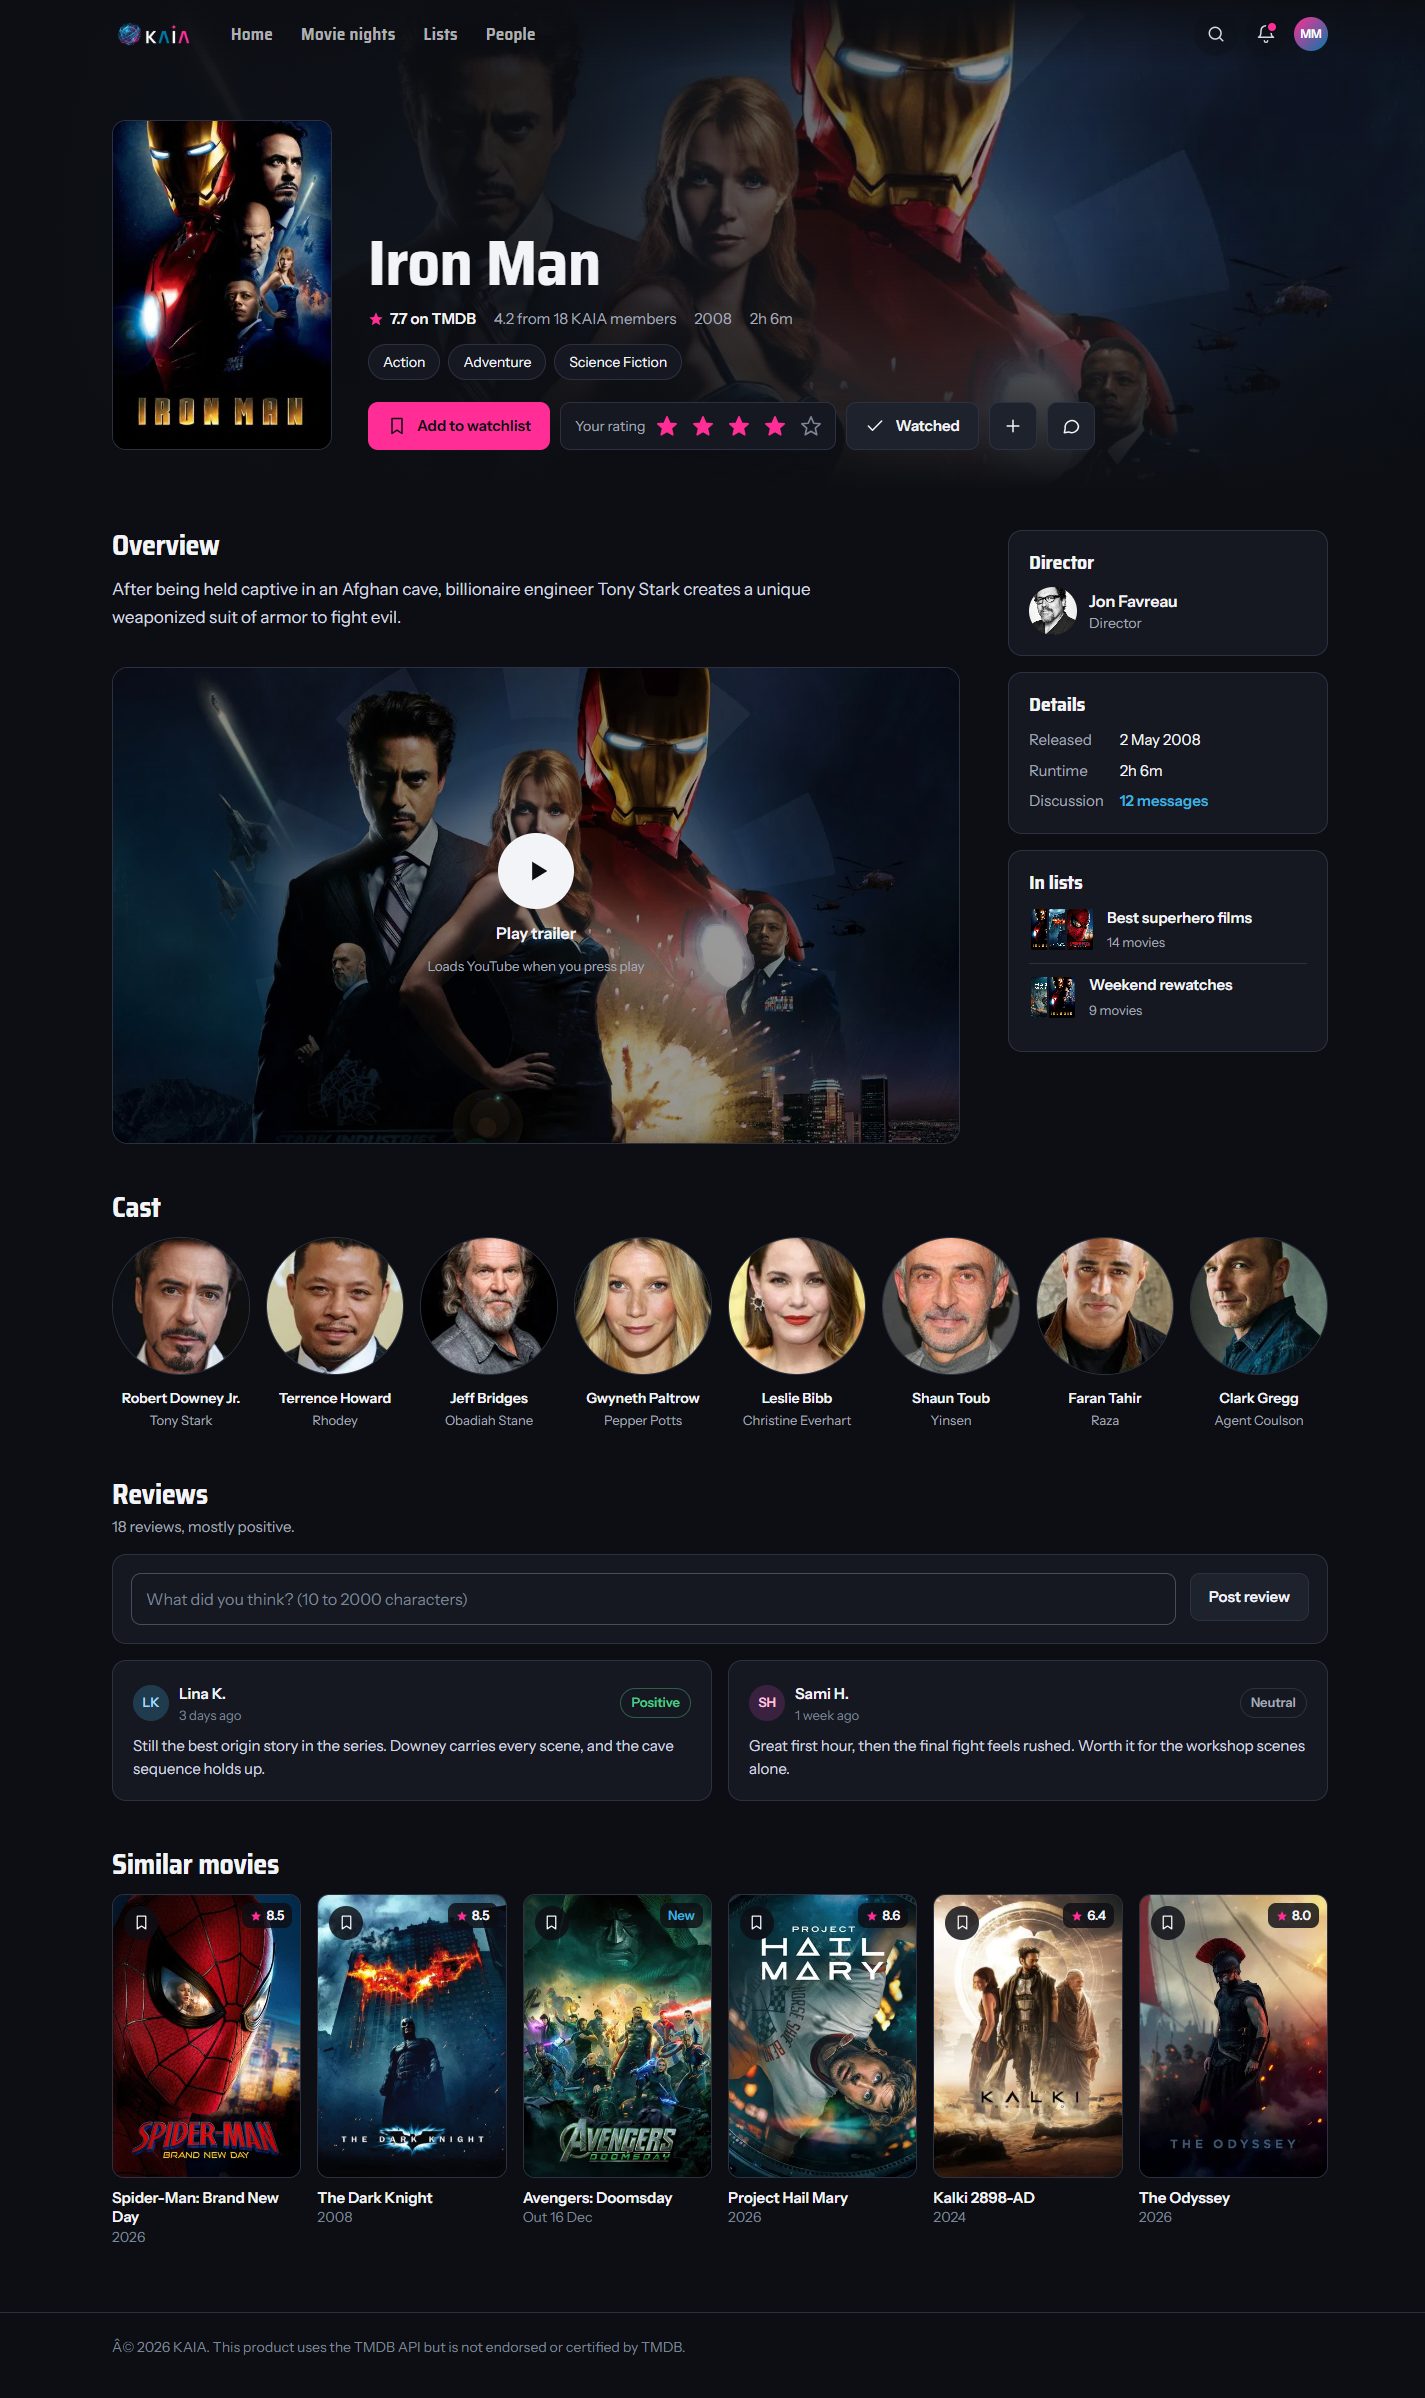 KAIA
Home
Movie nights
Lists
People
MM
IRON MAN
Iron Man
7.7 on TMDB
4.2 from 18 KAIA members
2008
2h 6m
Action
Adventure
Science Fiction
Add to watchlist
Your rating
Watched
Overview
After being held captive in an Afghan cave, billionaire engineer Tony Stark creates a unique
weaponized suit of armor to fight evil.
Play trailer
Loads YouTube when you press play
STARK INDUSTRIES
Director
Jon Favreau
Director
Details
Released 2 May 2008
Runtime 2h 6m
Discussion 12 messages
In lists
Best superhero films
14 movies
Weekend rewatches
9 movies
Cast
Robert Downey Jr.
Tony Stark
Terrence Howard
Rhodey
Jeff Bridges
Obadiah Stane
Gwyneth Paltrow
Pepper Potts
Leslie Bibb
Christine Everhart
Shaun Toub
Yinsen
Faran Tahir
Raza
Clark Gregg
Agent Coulson
Reviews
18 reviews, mostly positive.
What did you think? (10 to 2000 characters)
Post review
LK
Lina K.
3 days ago
Positive
Still the best origin story in the series. Downey carries every scene, and the cave
sequence holds up.
SH
Sami H.
1 week ago
Neutral
Great first hour, then the final fight feels rushed. Worth it for the workshop scenes
alone.
Similar movies
8.5
SPIDER-MAN
BRAND NEW DAY
Spider-Man: Brand New
Day
2026
8.5
THE DARK KNIGHT
The Dark Knight
2008
New
AVENGERS
DOOMSDAY
Avengers: Doomsday
Out 16 Dec
8.6
PROJECT
HAIL
MARY
Project Hail Mary
2026
6.4
KALKI
Kalki 2898-AD
2024
8.0
THE ODYSSEY
The Odyssey
2026
Â© 2026 KAIA. This product uses the TMDB API but is not endorsed or certified by TMDB.